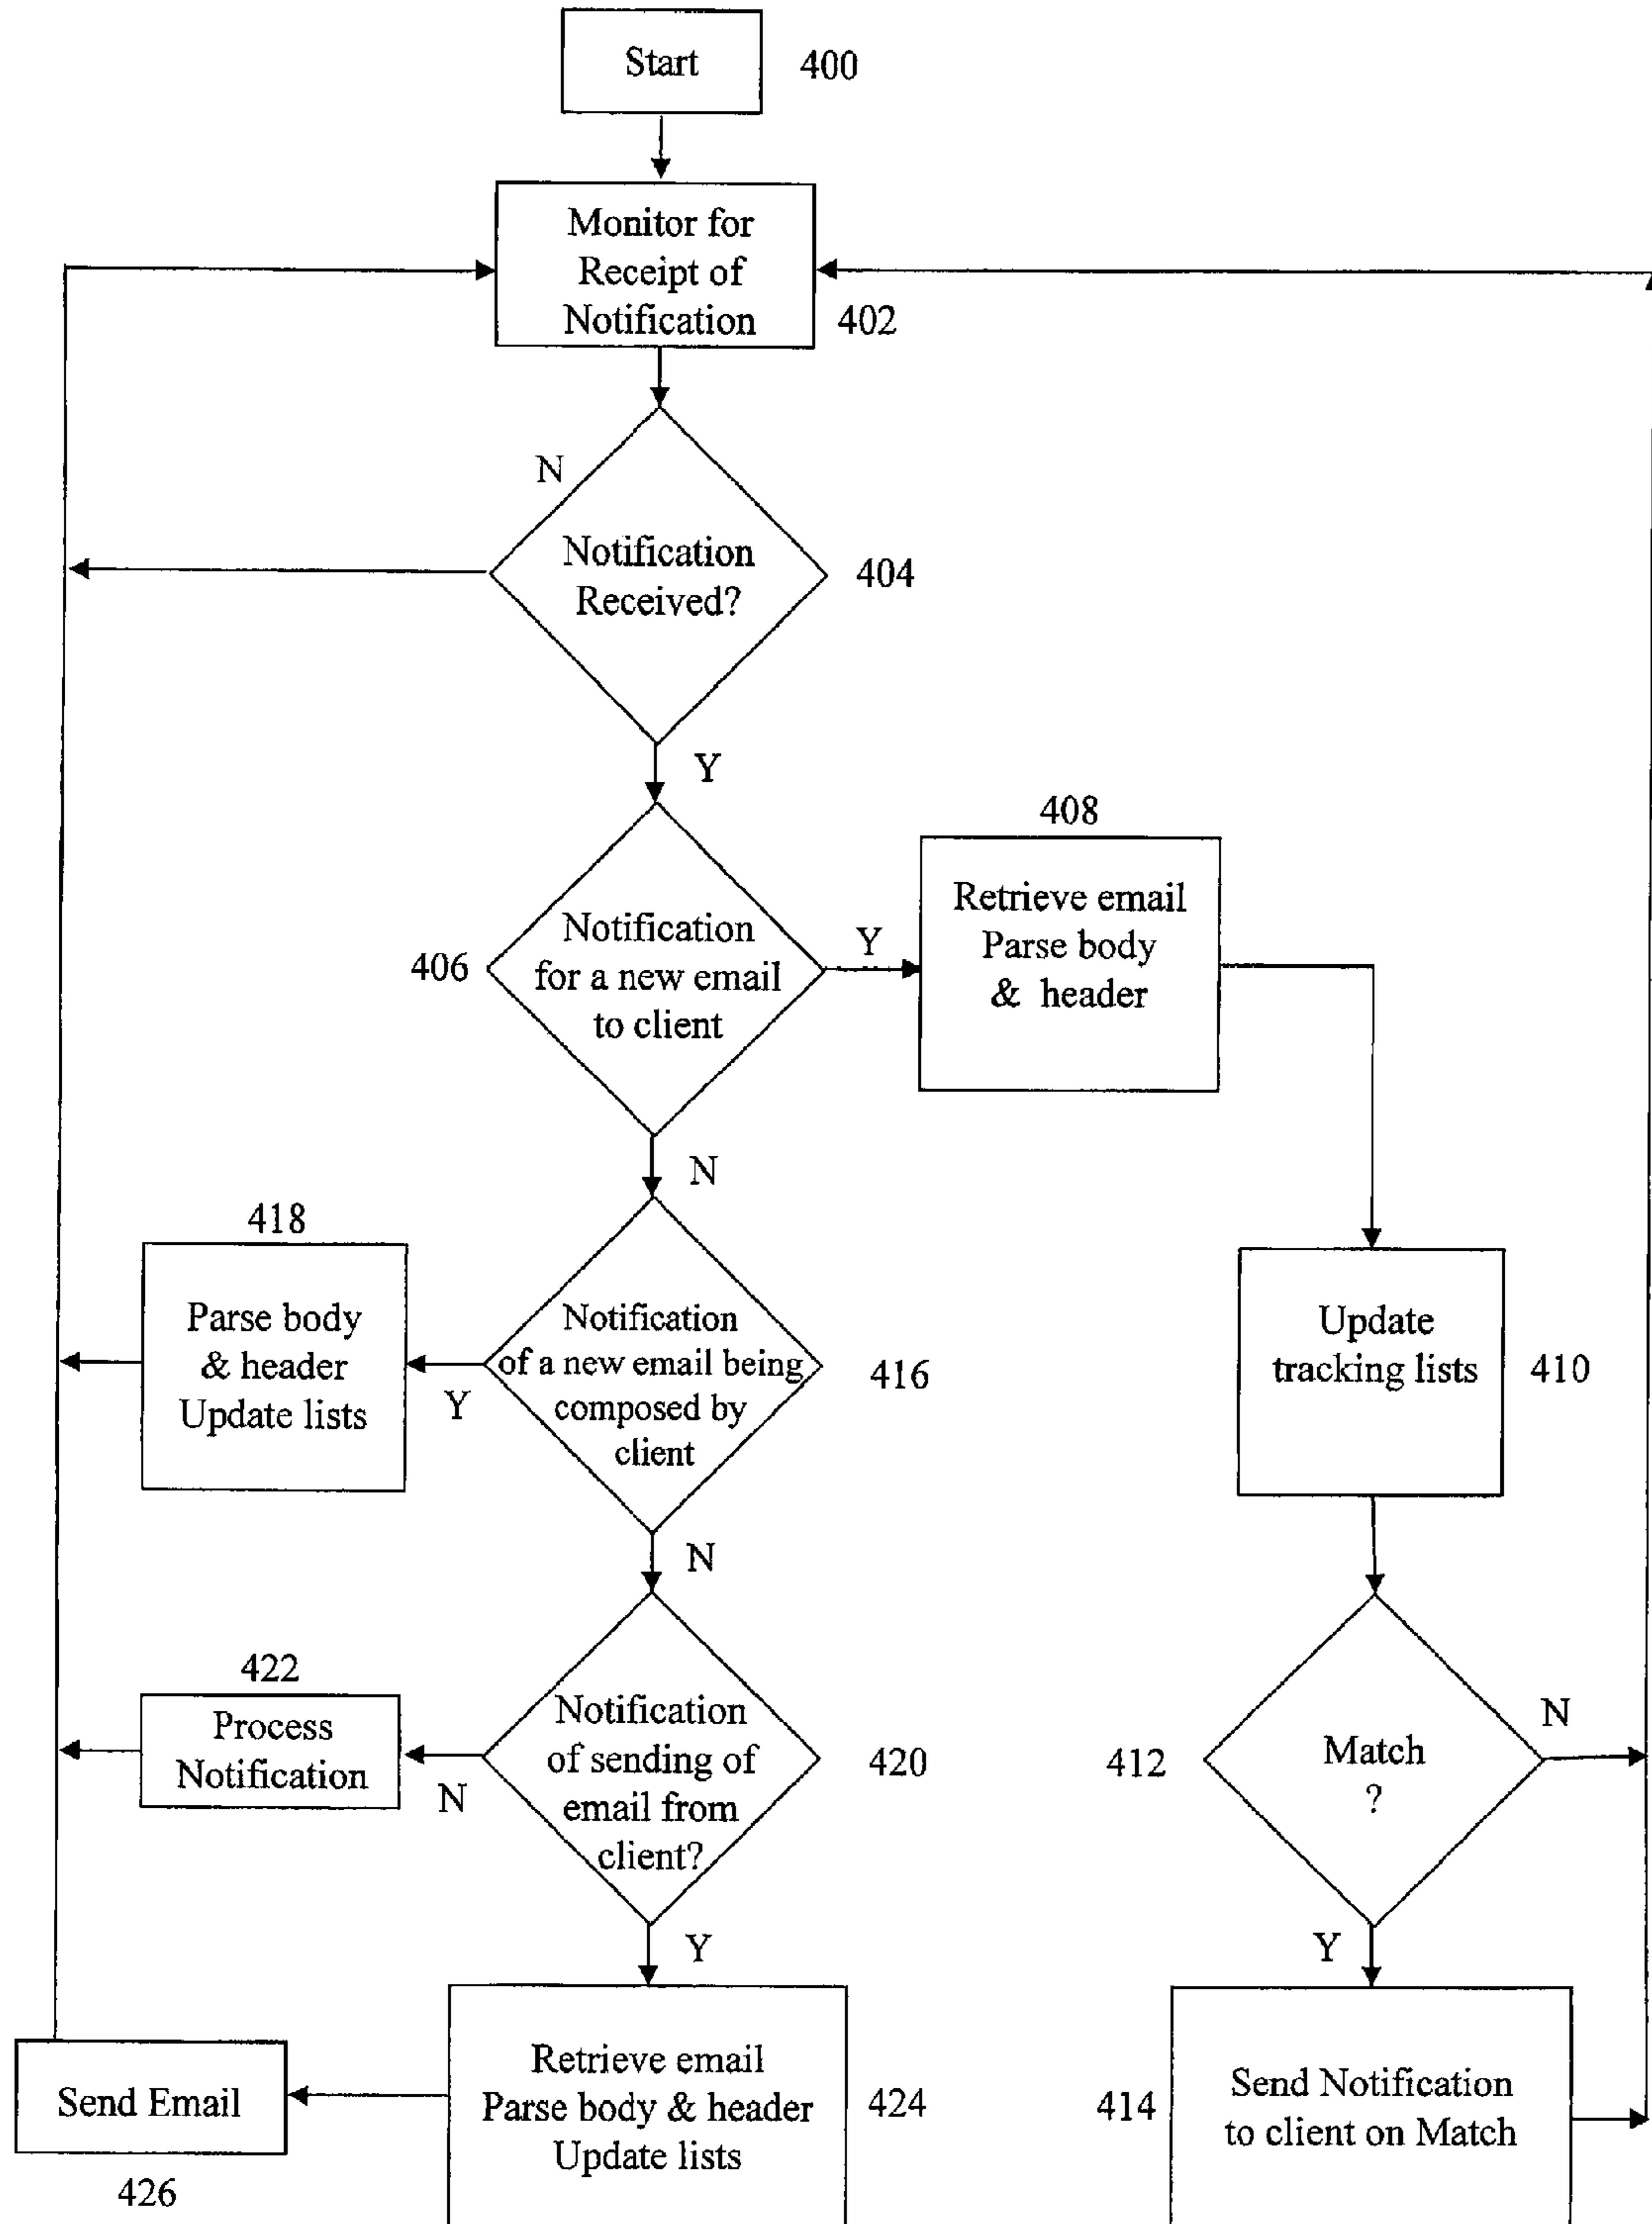 Start
400
Monitor for
Receipt of
Notification
402
N
Notification
Received?
404
Y
408
Notification
for a new email
to client
406
Y
Retrieve email
Parse body
& header
N
418
Parse body
& header
Update lists
Y
Notification
of a new email being
composed by
client
416
Update
tracking lists
410
N
422
Process
Notification
N
Notification
of sending of
email from
client?
420
412
Match
?
N
Y
Y
Send Email
426
Retrieve email
Parse body & header
Update lists
424
414
Send Notification
to client on Match